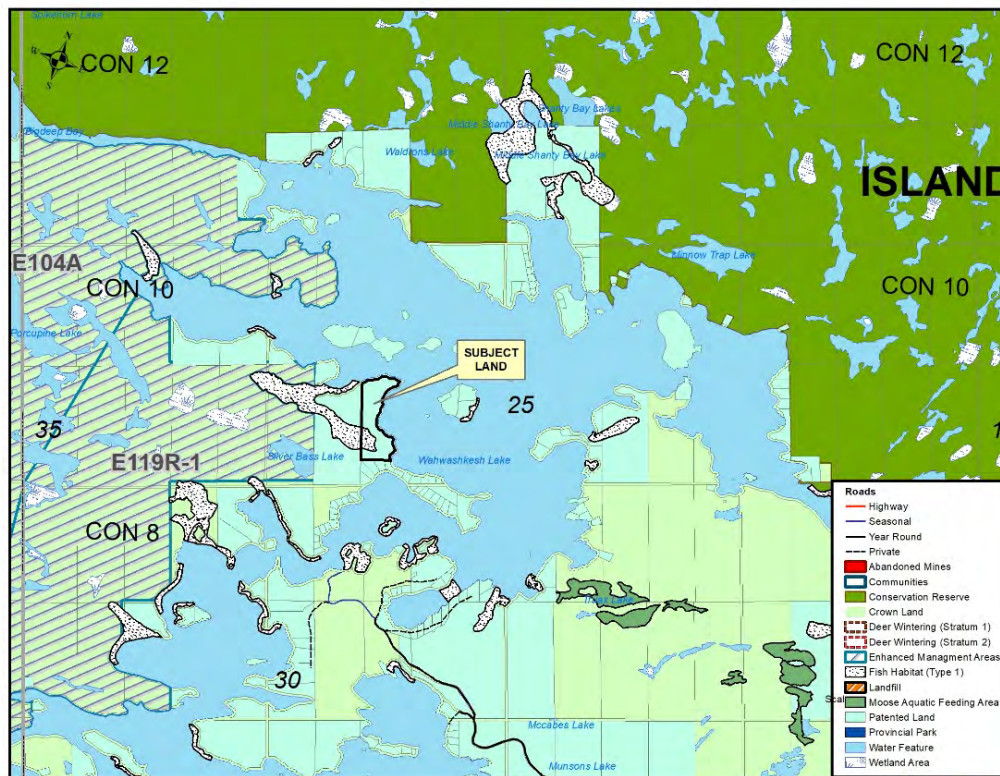 Spikehorn Lake
N
W
E
S
CON 12
CON 12
Shanty Bay Lakes
Middle Shanty Bay Lake
Bigdeep Bay
Waldrons Lake
Middle Shanty Bay Lake
ISLAND
E104A
Minnow Trap Lake
CON 10
CON 10
Porcupine Lake
SUBJECT
LAND
25
35
E119R-1
Silver Bass Lake
Wahwashkesh Lake
CON 8
30
Mccabes Lake
Munsons Lake
Roads
Highway
Seasonal
Year Round
Private
Abandoned Mines
Communities
Conservation Reserve
Crown Land
Deer Wintering (Stratum 1)
Deer Wintering (Stratum 2)
Enhanced Managment Areas
Fish Habitat (Type 1)
Landfill
Moose Aquatic Feeding Area
Patented Land
Provincial Park
Water Feature
Wetland Area